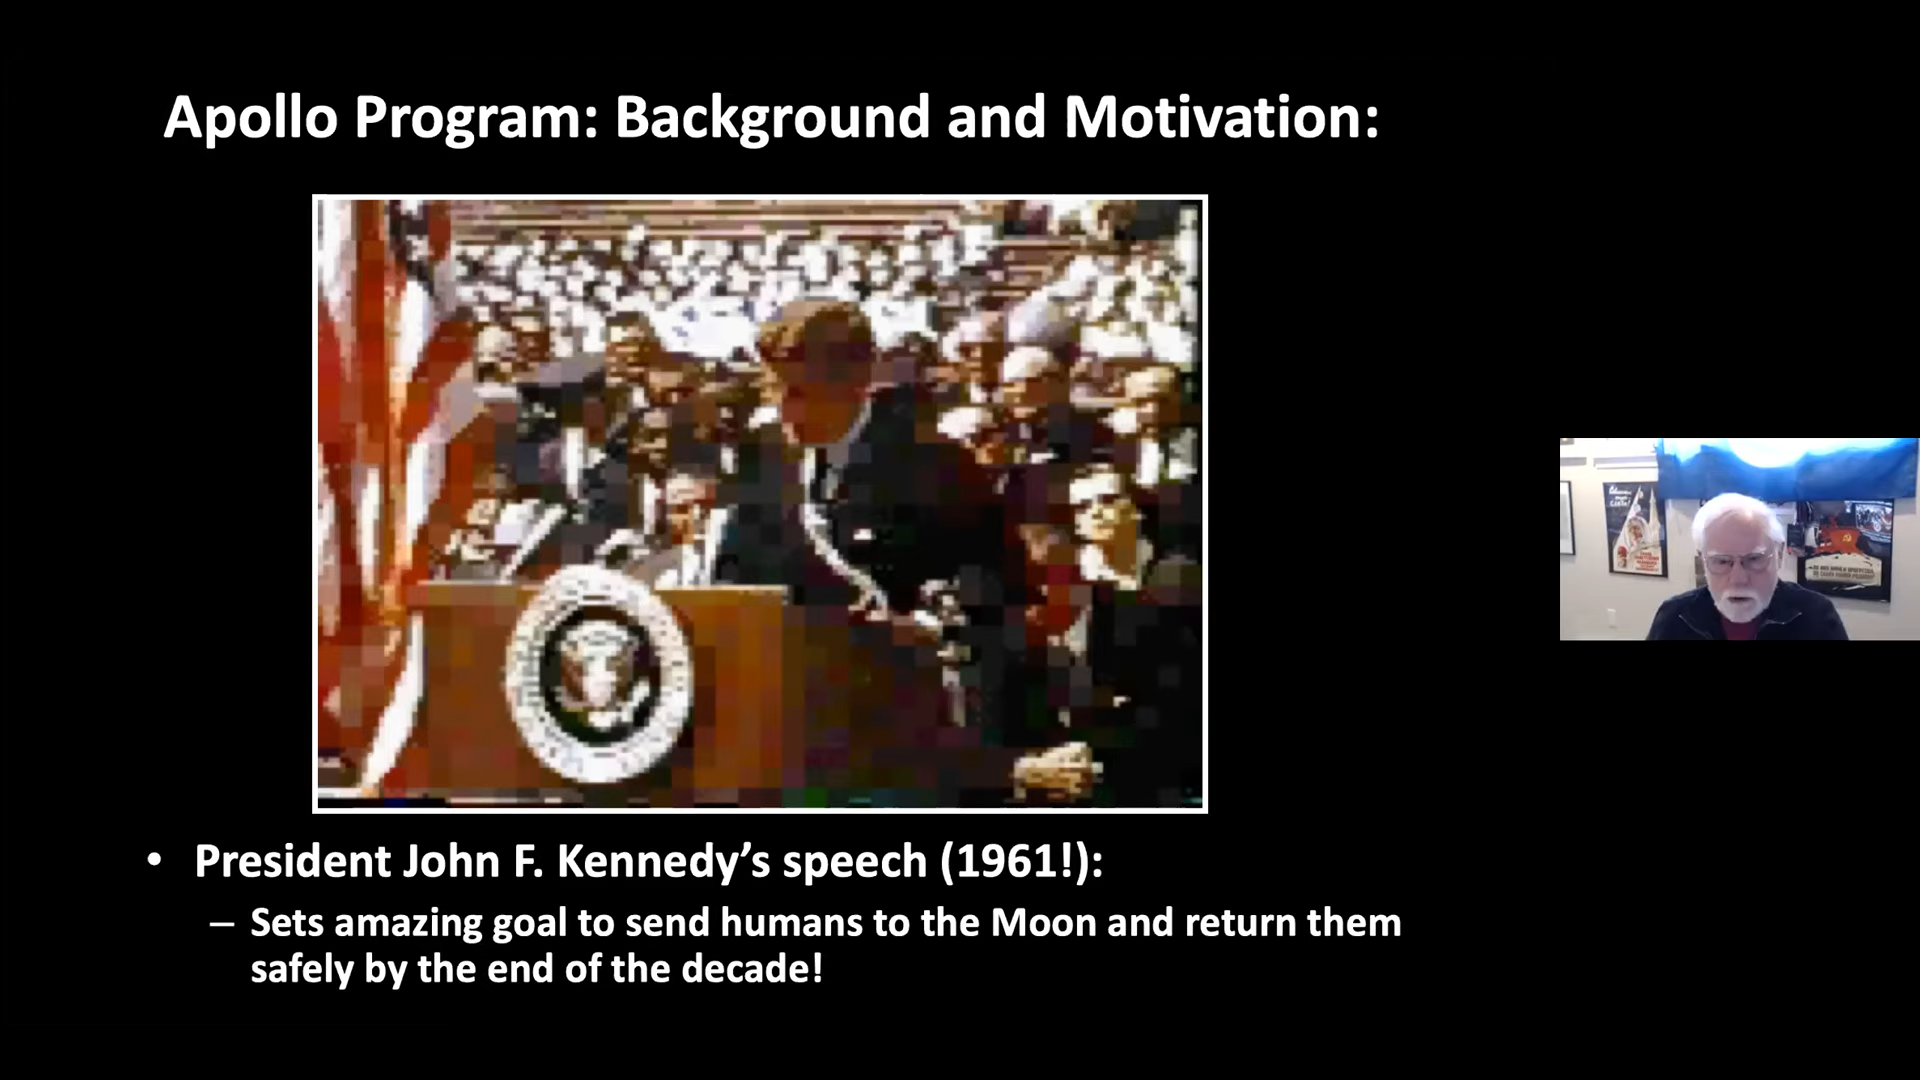 Apollo Program: Background and Motivation:
• President John F. Kennedy’s speech (1961!):
– Sets amazing goal to send humans to the Moon and return them
safely by the end of the decade!